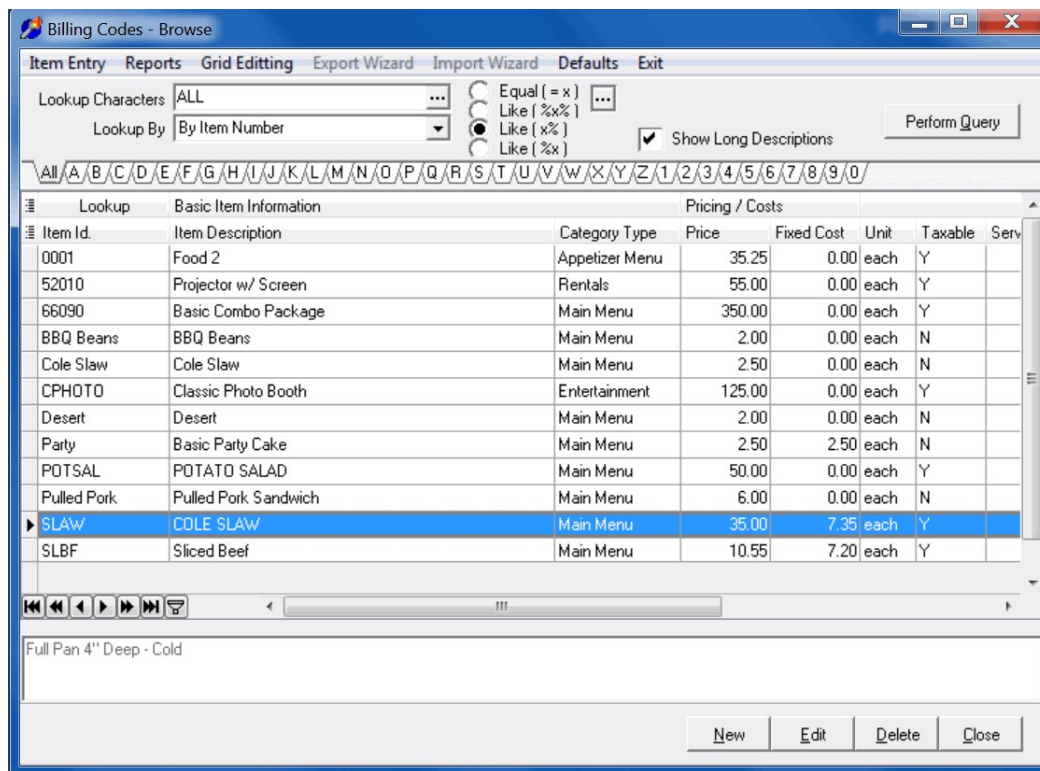 Billing Codes - Browse
Item Entry Reports Grid Editting Export Wizard Import Wizard Defaults Exit
Lookup Characters ALL ...
Equal ( = x ) ...
Like ( %x% )
Lookup By By Item Number
Like ( x% )
Like ( %x )
Show Long Descriptions
Perform Query
All A B C D E F G H I J K L M N O P Q R S T U V W X Y Z 1 2 3 4 5 6 7 8 9 0
Lookup Basic Item Information Pricing / Costs
Item Id. Item Description Category Type Price Fixed Cost Unit Taxable Serv
0001 Food 2 Appetizer Menu 35.25 0.00 each Y
52010 Projector w/ Screen Rentals 55.00 0.00 each Y
66090 Basic Combo Package Main Menu 350.00 0.00 each Y
BBQ Beans BBQ Beans Main Menu 2.00 0.00 each N
Cole Slaw Cole Slaw Main Menu 2.50 0.00 each N
CPHOTO Classic Photo Booth Entertainment 125.00 0.00 each Y
Desert Desert Main Menu 2.00 0.00 each N
Party Basic Party Cake Main Menu 2.50 2.50 each N
POTSAL POTATO SALAD Main Menu 50.00 0.00 each Y
Pulled Pork Pulled Pork Sandwich Main Menu 6.00 0.00 each N
SLAW COLE SLAW Main Menu 35.00 7.35 each Y
SLBF Sliced Beef Main Menu 10.55 7.20 each Y
Full Pan 4" Deep - Cold
New Edit Delete Close